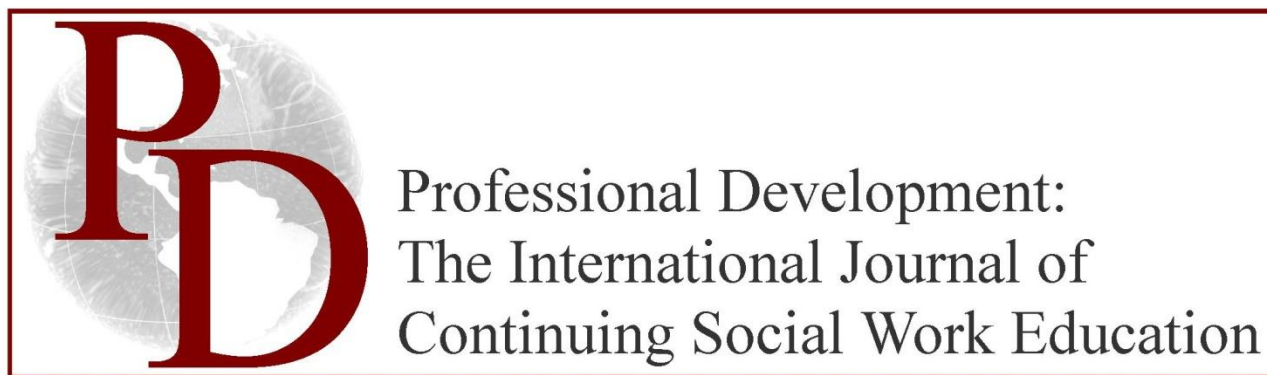 PD
Professional Development:
The International Journal of
Continuing Social Work Education